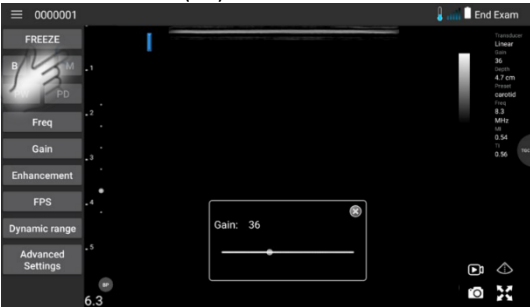 0000001
End Exam
FREEZE
B
M
PD
Freq
Gain
Enhancement
FPS
Dynamic range
Advanced
Settings
.1
.2
.3
.4
.5
6.3
Transducer
Linear
Gain
36
Depth
4.7 cm
Preset
carotid
Freq
8.3
MHz
MI
0.54
TI
0.56
Gain: 36